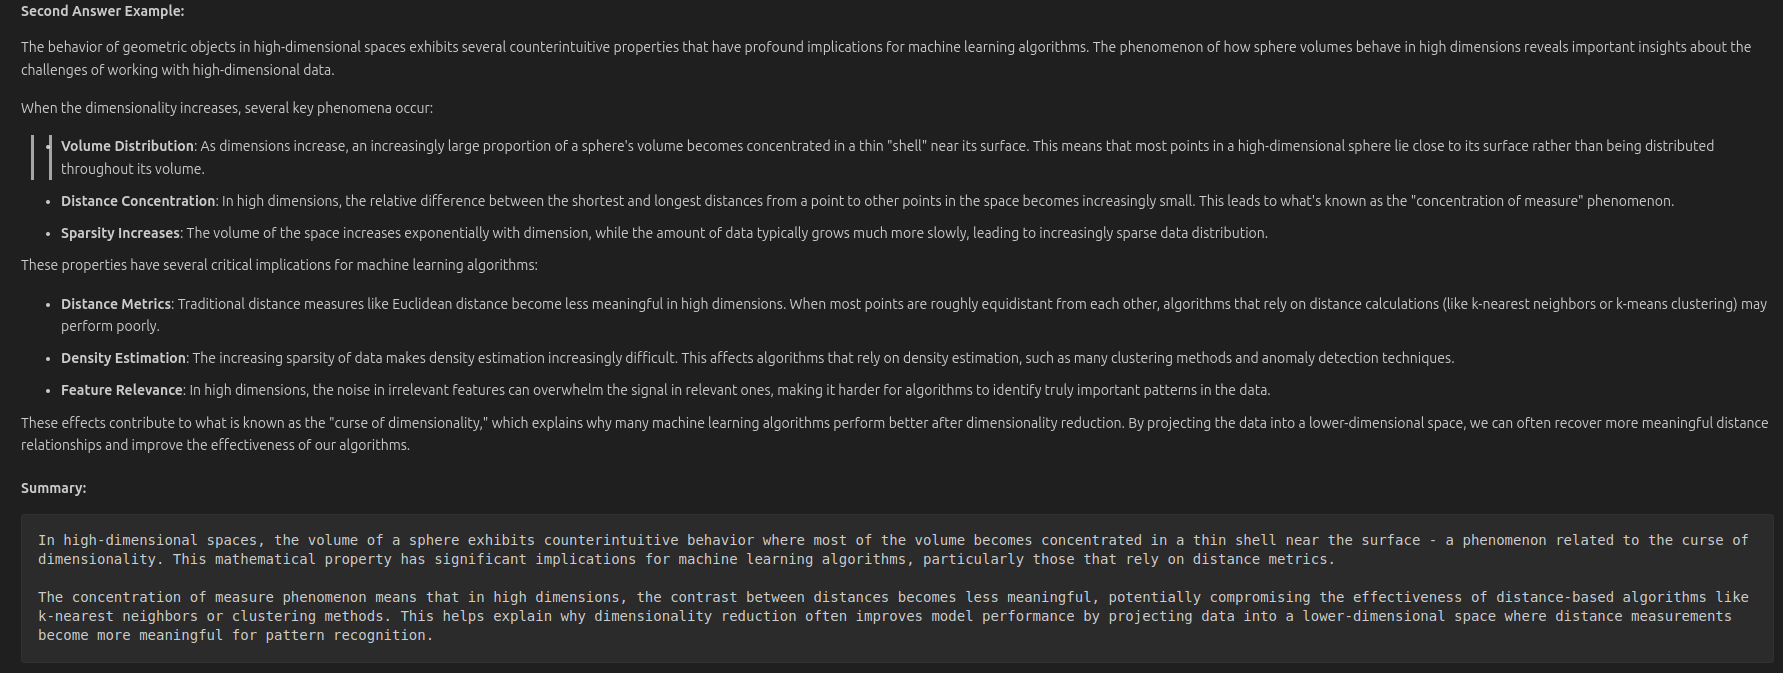 Second Answer Example:
The behavior of geometric objects in high-dimensional spaces exhibits several counterintuitive properties that have profound implications for machine learning algorithms. The phenomenon of how sphere volumes behave in high dimensions reveals important insights about the
challenges of working with high-dimensional data.
When the dimensionality increases, several key phenomena occur:
• Volume Distribution: As dimensions increase, an increasingly large proportion of a sphere's volume becomes concentrated in a thin "shell" near its surface. This means that most points in a high-dimensional sphere lie close to its surface rather than being distributed
throughout its volume.
• Distance Concentration: In high dimensions, the relative difference between the shortest and longest distances from a point to other points in the space becomes increasingly small. This leads to what's known as the "concentration of measure" phenomenon.
• Sparsity Increases: The volume of the space increases exponentially with dimension, while the amount of data typically grows much more slowly, leading to increasingly sparse data distribution.
These properties have several critical implications for machine learning algorithms:
• Distance Metrics: Traditional distance measures like Euclidean distance become less meaningful in high dimensions. When most points are roughly equidistant from each other, algorithms that rely on distance calculations (like k-nearest neighbors or k-means clustering) may
perform poorly.
• Density Estimation: The increasing sparsity of data makes density estimation increasingly difficult. This affects algorithms that rely on density estimation, such as many clustering methods and anomaly detection techniques.
• Feature Relevance: In high dimensions, the noise in irrelevant features can overwhelm the signal in relevant ones, making it harder for algorithms to identify truly important patterns in the data.
These effects contribute to what is known as the "curse of dimensionality," which explains why many machine learning algorithms perform better after dimensionality reduction. By projecting the data into a lower-dimensional space, we can often recover more meaningful distance
relationships and improve the effectiveness of our algorithms.
Summary:
In high-dimensional spaces, the volume of a sphere exhibits counterintuitive behavior where most of the volume becomes concentrated in a thin shell near the surface - a phenomenon related to the curse of
dimensionality. This mathematical property has significant implications for machine learning algorithms, particularly those that rely on distance metrics.
The concentration of measure phenomenon means that in high dimensions, the contrast between distances becomes less meaningful, potentially compromising the effectiveness of distance-based algorithms like
k-nearest neighbors or clustering methods. This helps explain why dimensionality reduction often improves model performance by projecting data into a lower-dimensional space where distance measurements
become more meaningful for pattern recognition.